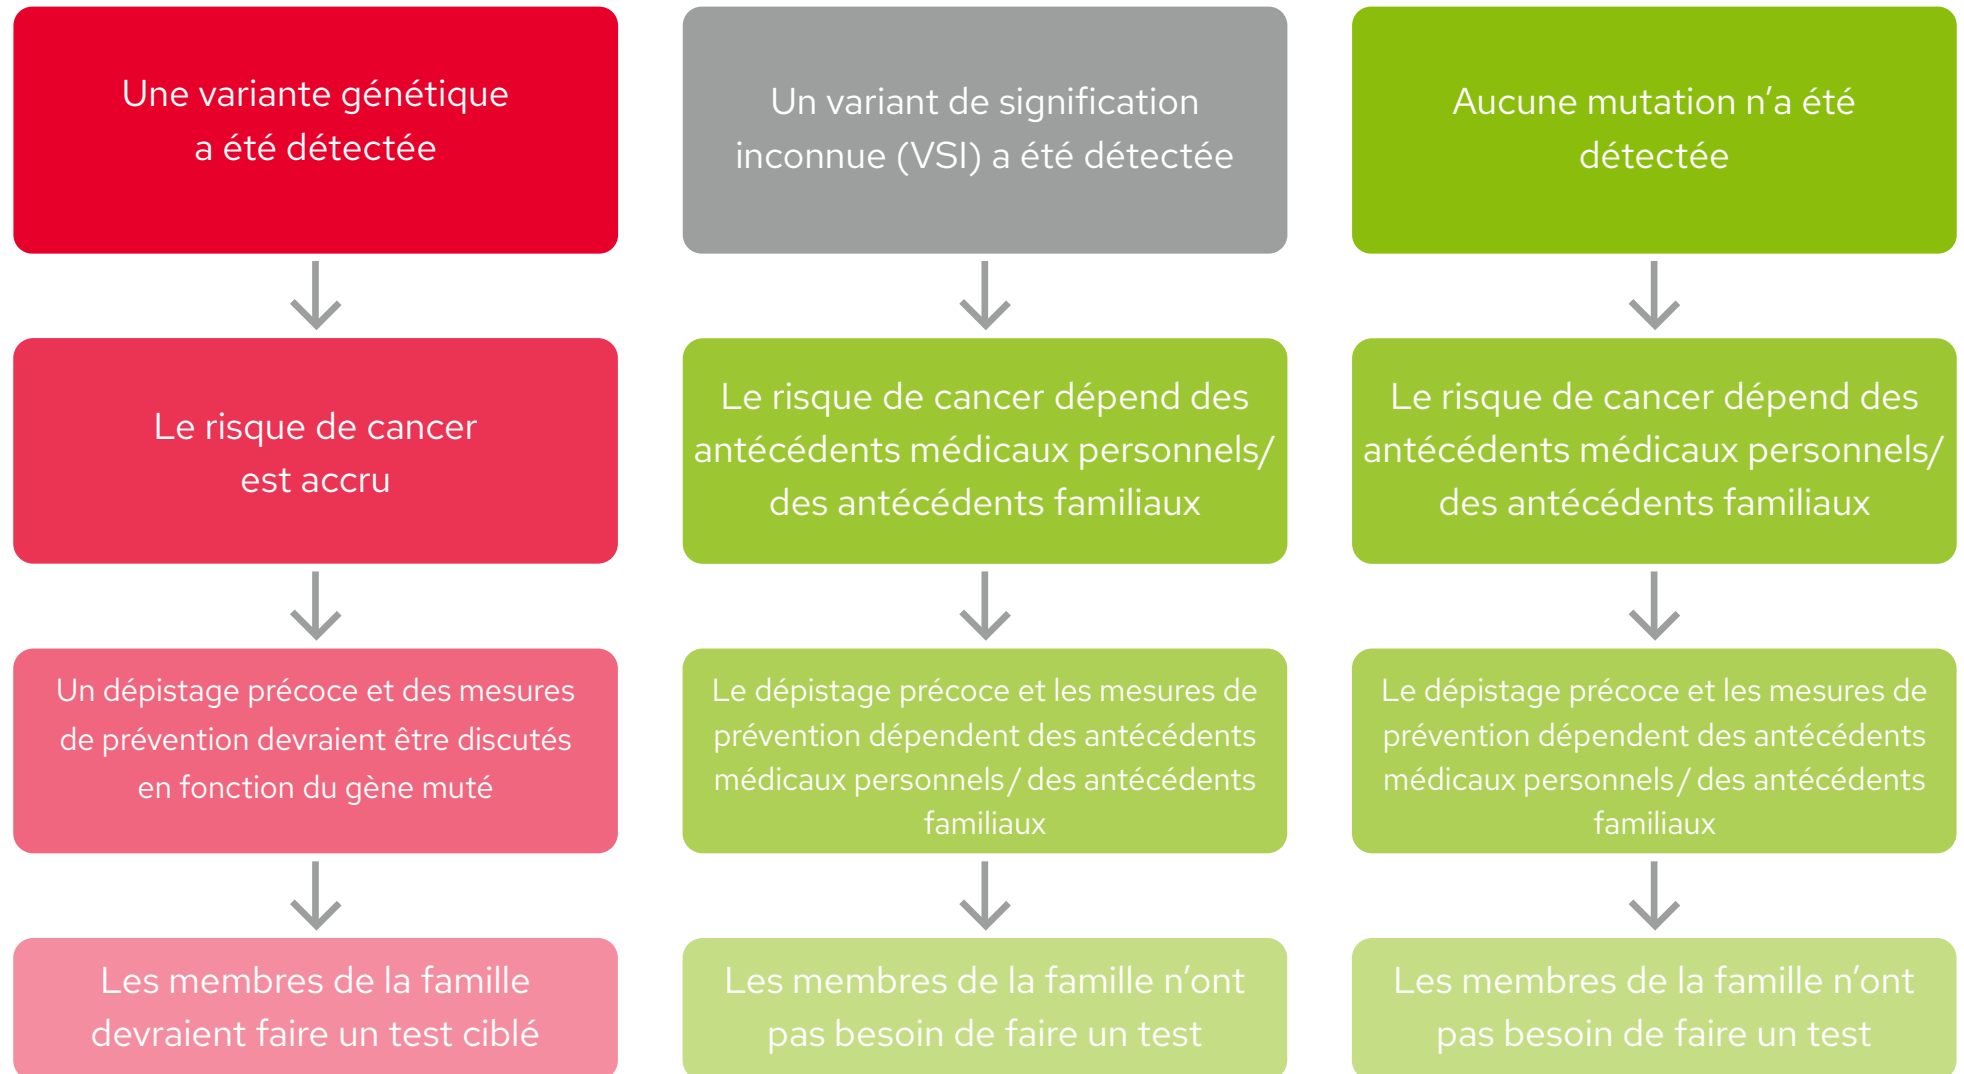 Une variante génétique
a été détectée
Un variant de signification
inconnue (VSI) a été détectée
Aucune mutation n’a été
détectée
Le risque de cancer
est accru
Le risque de cancer dépend des
antécédents médicaux personnels/
des antécédents familiaux
Le risque de cancer dépend des
antécédents médicaux personnels/
des antécédents familiaux
Un dépistage précoce et des mesures
de prévention devraient être discutés
en fonction du gène muté
Le dépistage précoce et les mesures de
prévention dépendent des antécédents
médicaux personnels / des antécédents
familiaux
Le dépistage précoce et les mesures de
prévention dépendent des antécédents
médicaux personnels / des antécédents
familiaux
Les membres de la famille
devraient faire un test ciblé
Les membres de la famille n’ont
pas besoin de faire un test
Les membres de la famille n’ont
pas besoin de faire un test